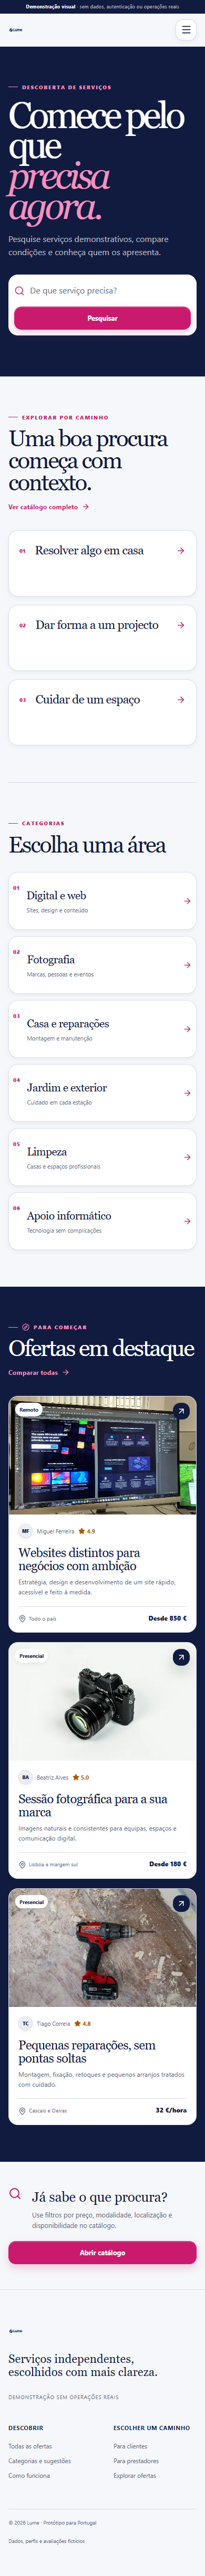 Demonstração visual · sem dados, autenticação ou operações reais
Lume
DESCOBERTA DE SERVIÇOS
Comece pelo
que
precisa
agora.
Pesquise serviços demonstrativos, compare
condições e conheça quem os apresenta.
De que serviço precisa?
Pesquisar
EXPLORAR POR CAMINHO
Uma boa procura
começa com
contexto.
Ver catálogo completo
01 Resolver algo em casa
02 Dar forma a um projecto
03 Cuidar de um espaço
CATEGORIAS
Escolha uma área
01
Digital e web
Sites, design e conteúdo
02
Fotografia
Marcas, pessoas e eventos
03
Casa e reparações
Montagem e manutenção
04
Jardim e exterior
Cuidado em cada estação
05
Limpeza
Casas e espaços profissionais
06
Apoio informático
Tecnologia sem complicações
PARA COMEÇAR
Ofertas em destaque
Comparar todas
Remoto
MF Miguel Ferreira 4.9
Websites distintos para
negócios com ambição
Estratégia, design e desenvolvimento de um site rápido,
acessível e feito à medida.
Todo o país Desde 850 €
Presencial
BA Beatriz Alves 5.0
Sessão fotográfica para a sua
marca
Imagens naturais e consistentes para equipas, espaços e
comunicação digital.
Lisboa e margem sul Desde 180 €
Presencial
TC Tiago Correia 4.8
Pequenas reparações, sem
pontas soltas
Montagem, fixação, retoques e pequenos arranjos tratados
com cuidado.
Cascais e Oeiras 32 €/hora
Já sabe o que procura?
Use filtros por preço, modalidade, localização e
disponibilidade no catálogo.
Abrir catálogo
Lume
Serviços independentes,
escolhidos com mais clareza.
DEMONSTRAÇÃO SEM OPERAÇÕES REAIS
DESCOBRIR
Todas as ofertas
Categorias e sugestões
Como funciona
ESCOLHER UM CAMINHO
Para clientes
Para prestadores
Explorar ofertas
© 2026 Lume · Protótipo para Portugal
Dados, perfis e avaliações fictícios